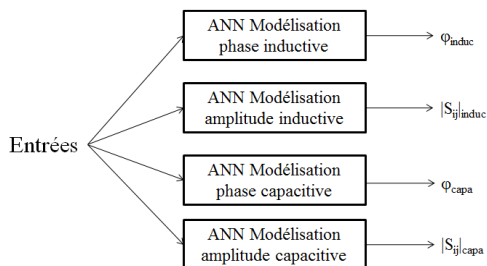 ANN Modélisation
phase inductive
φinduc
ANN Modélisation
amplitude inductive
|Sij|induc
Entrées
ANN Modélisation
phase capacitive
φcapa
ANN Modélisation
amplitude capacitive
|Sij|capa